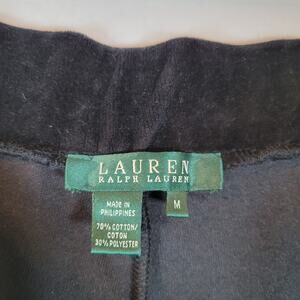 LAUREN
RALPH LAUREN
MADE IN
PHILIPPINES
M
70% COTTON/
COTON
30% POLYESTER